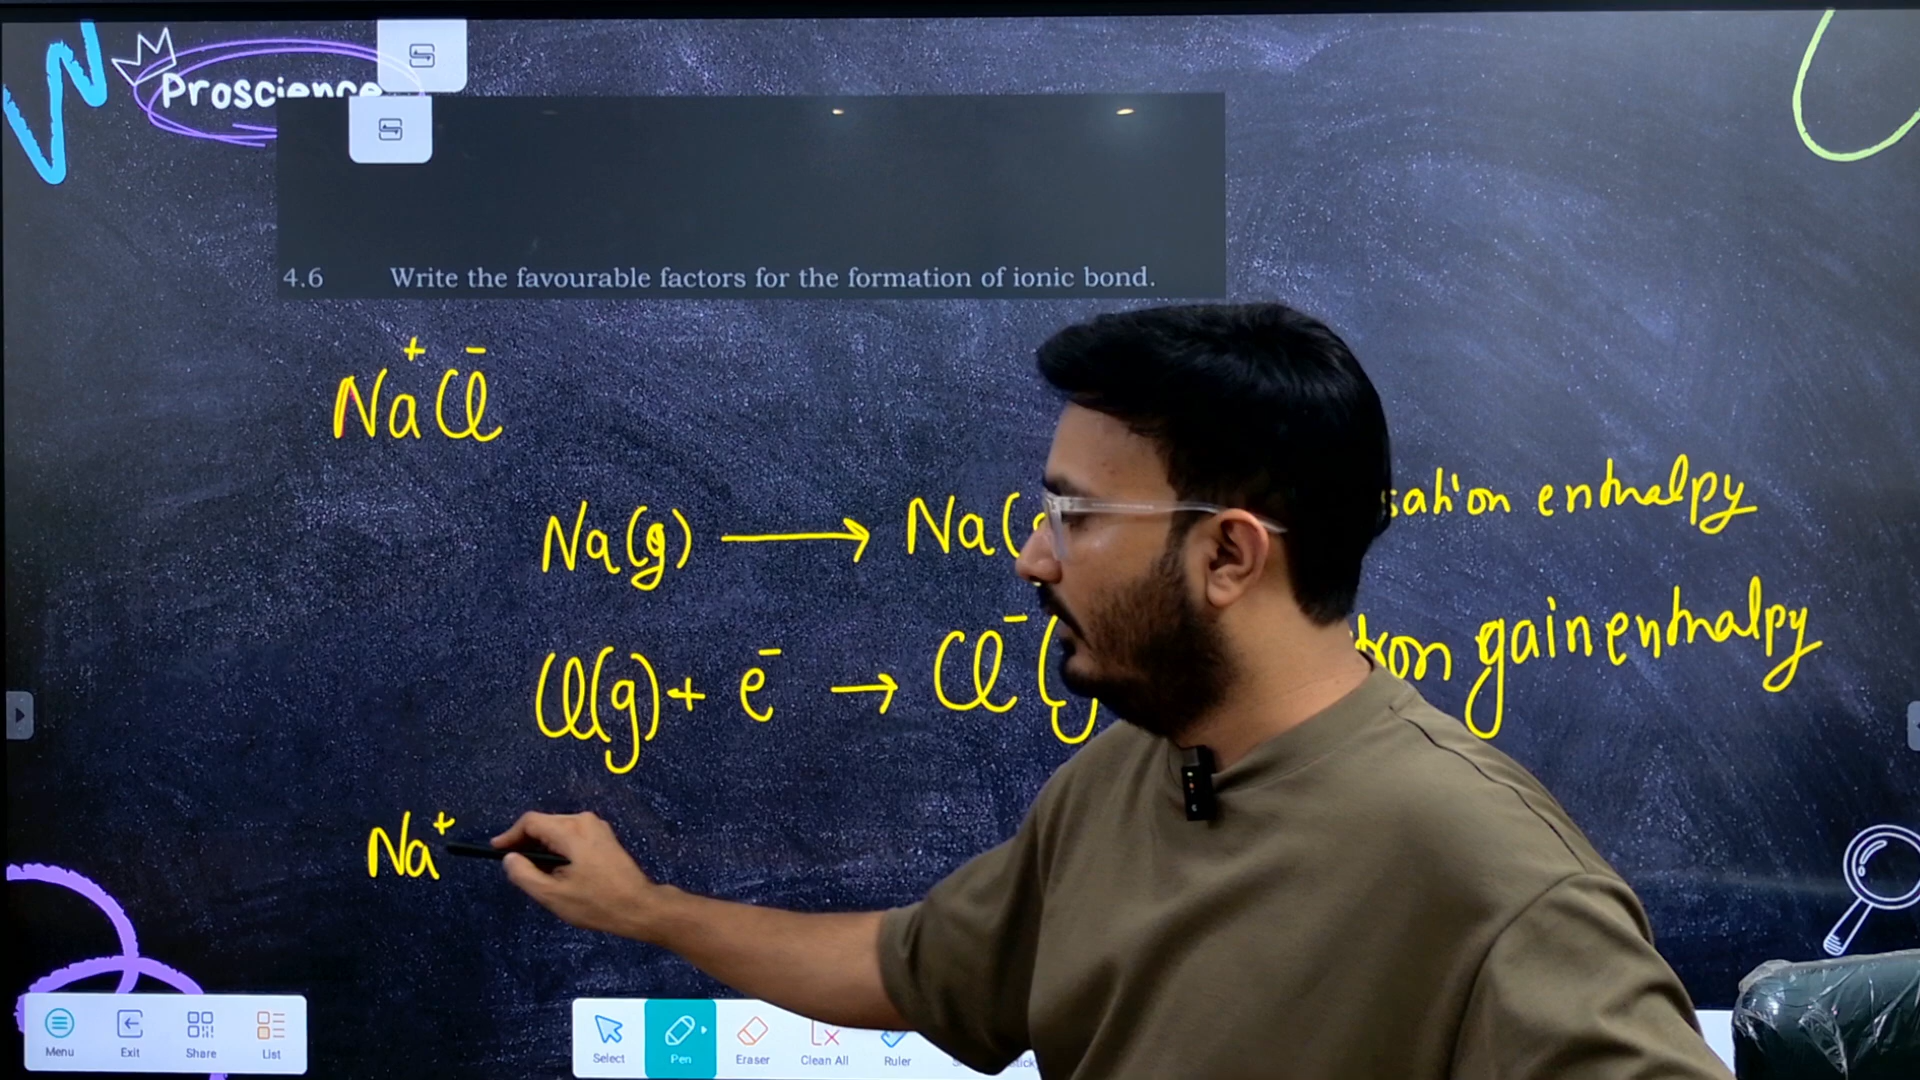 Proscience
4.6 Write the favourable factors for the formation of ionic bond.
Na⁺Cl⁻
Na(g) → Na(
sation enthalpy
Cl(g) + e⁻ → Cl⁻(g
tron gain enthalpy
Na⁺
Menu Exit Share List Select Pen Eraser Clean All Ruler